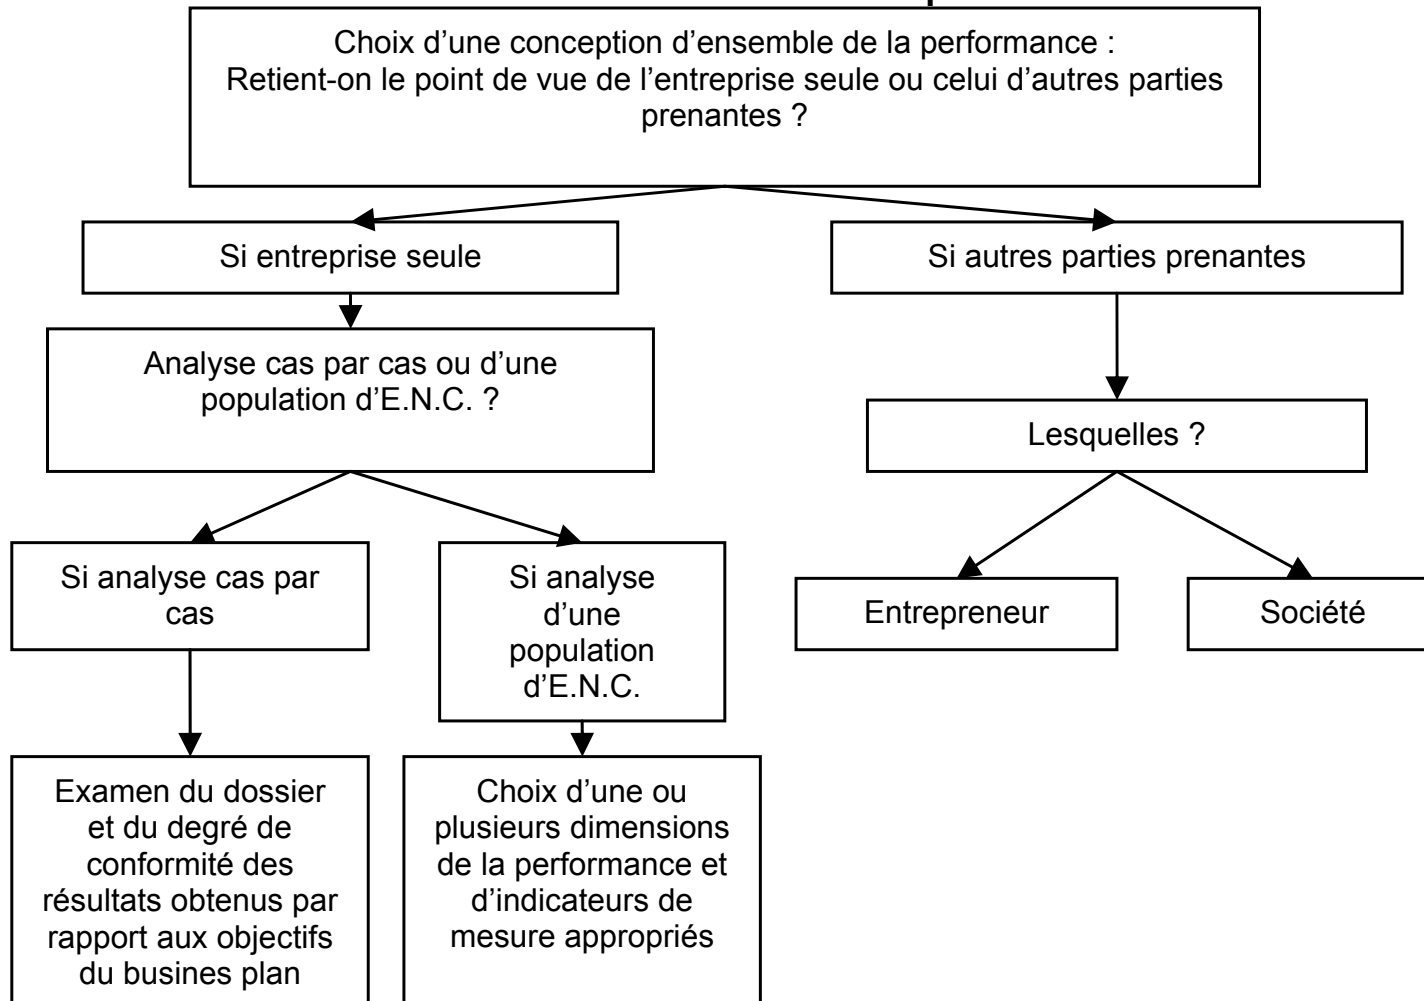 Choix d’une conception d’ensemble de la performance :
Retient-on le point de vue de l’entreprise seule ou celui d’autres parties
prenantes ?
Si entreprise seule
Si autres parties prenantes
Analyse cas par cas ou d’une
population d’E.N.C. ?
Lesquelles ?
Si analyse cas par
cas
Si analyse
d’une
population
d’E.N.C.
Entrepreneur
Société
Examen du dossier
et du degré de
conformité des
résultats obtenus par
rapport aux objectifs
du busines plan
Choix d’une ou
plusieurs dimensions
de la performance et
d’indicateurs de
mesure appropriés